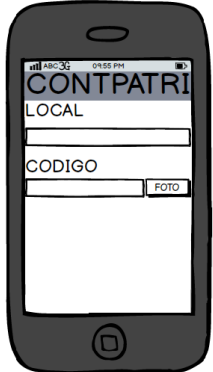 ABC 3G 09:55 PM
CONTPATRI
LOCAL
CODIGO
FOTO